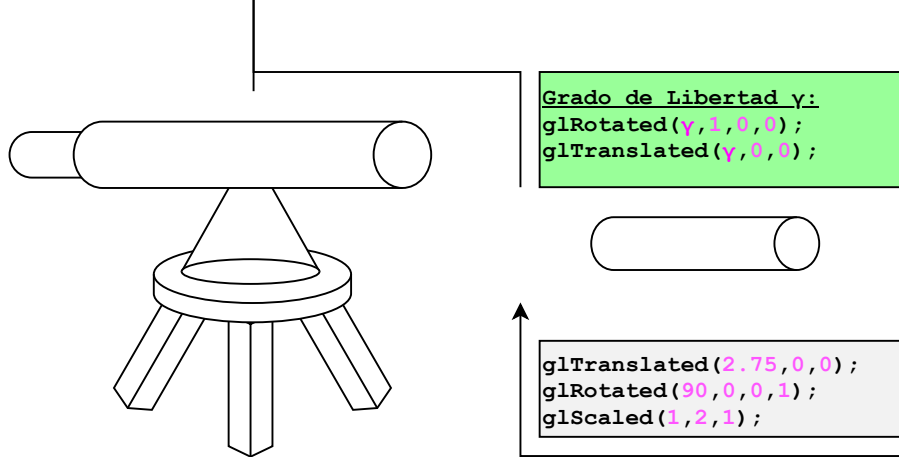 Grado de Libertad γ:
glRotated(γ,1,0,0);
glTranslated(γ,0,0);
glTranslated(2.75,0,0);
glRotated(90,0,0,1);
glScaled(1,2,1);